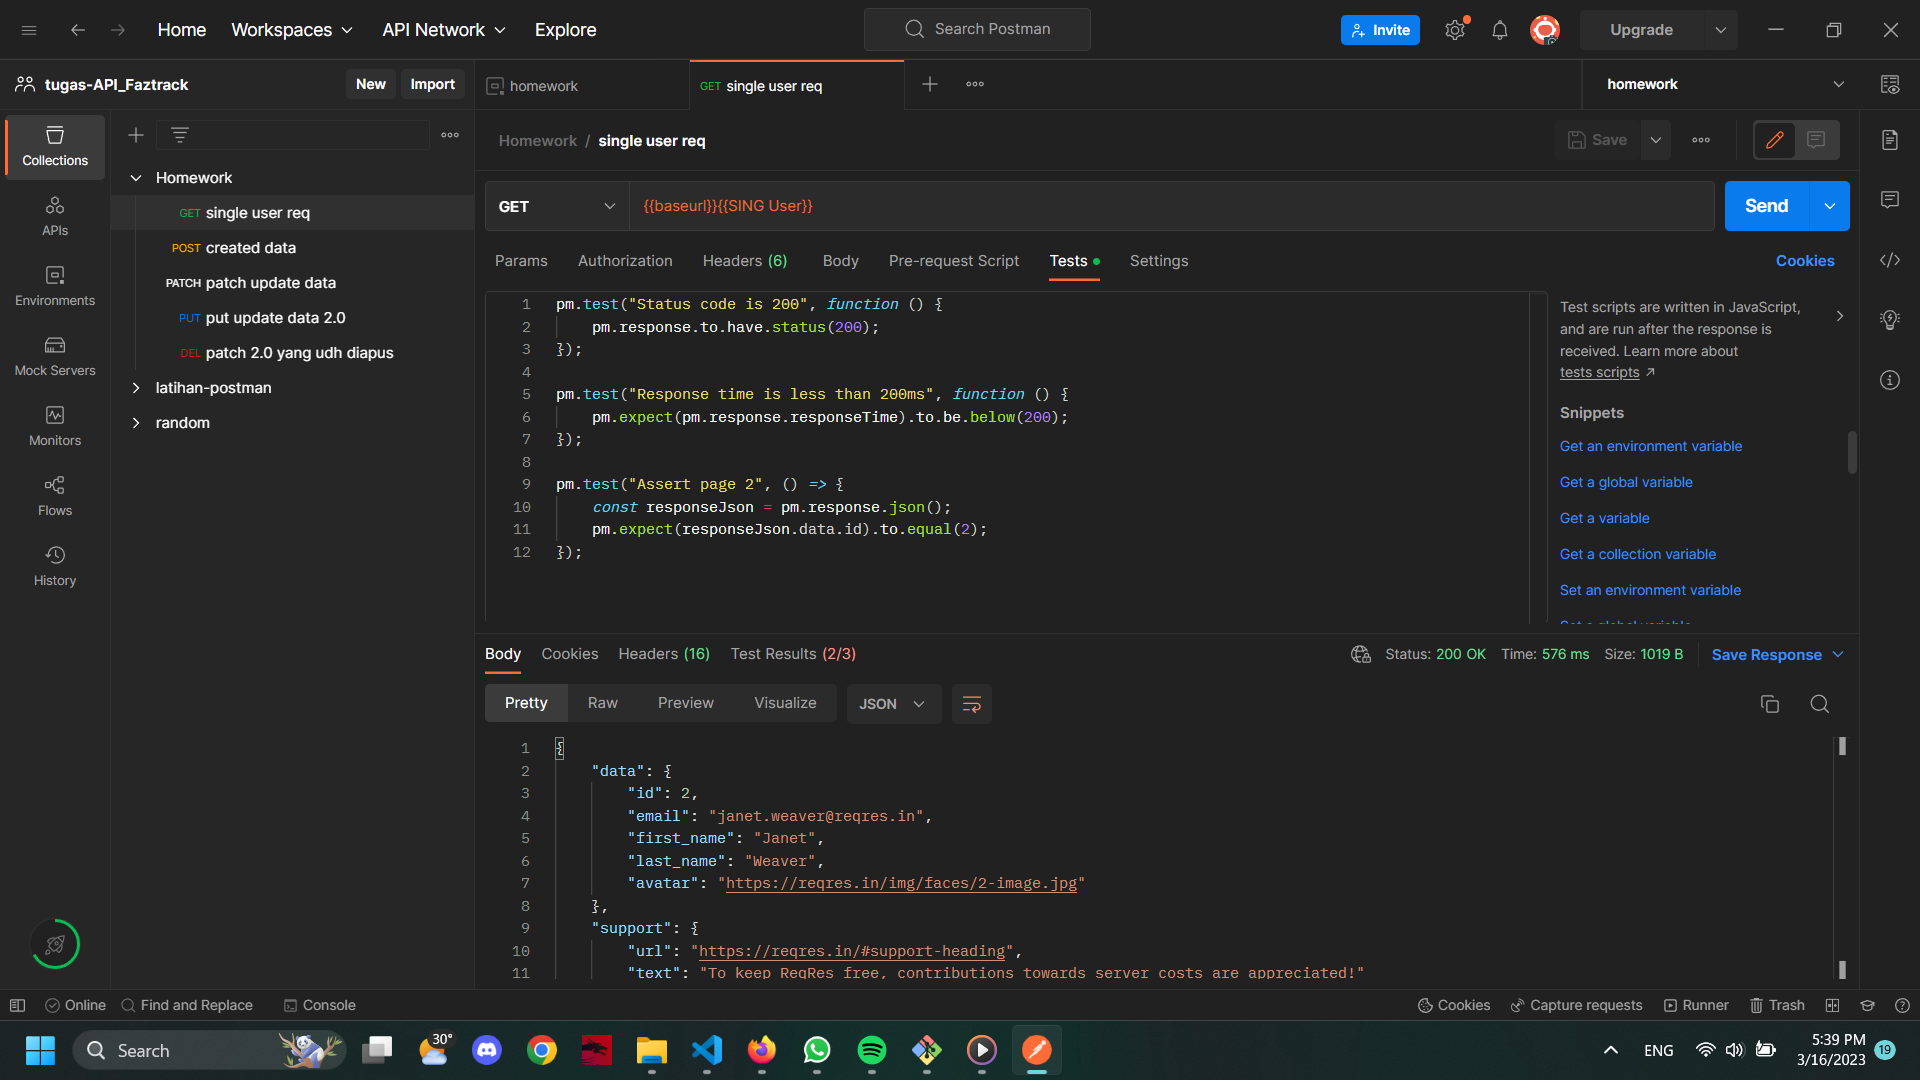 Home Workspaces API Network Explore Search Postman Invite Upgrade
tugas-API_Faztrack New Import homework GET single user req homework
Collections
APIs
Environments
Mock Servers
Monitors
Flows
History
Homework
GET single user req
POST created data
PATCH patch update data
PUT put update data 2.0
DEL patch 2.0 yang udh diapus
latihan-postman
random
Homework / single user req Save
GET {{baseurl}}{{SING User}} Send
Params Authorization Headers (6) Body Pre-request Script Tests Settings Cookies
1 pm.test("Status code is 200", function () {
2 pm.response.to.have.status(200);
3 });
4
5 pm.test("Response time is less than 200ms", function () {
6 pm.expect(pm.response.responseTime).to.be.below(200);
7 });
8
9 pm.test("Assert page 2", () => {
10 const responseJson = pm.response.json();
11 pm.expect(responseJson.data.id).to.equal(2);
12 });
Test scripts are written in JavaScript,
and are run after the response is
received. Learn more about
tests scripts ↗
Snippets
Get an environment variable
Get a global variable
Get a variable
Get a collection variable
Set an environment variable
Set a global variable
Body Cookies Headers (16) Test Results (2/3) Status: 200 OK Time: 576 ms Size: 1019 B Save Response
Pretty Raw Preview Visualize JSON
1 {
2 "data": {
3 "id": 2,
4 "email": "janet.weaver@reqres.in",
5 "first_name": "Janet",
6 "last_name": "Weaver",
7 "avatar": "https://reqres.in/img/faces/2-image.jpg"
8 },
9 "support": {
10 "url": "https://reqres.in/#support-heading",
11 "text": "To keep ReqRes free, contributions towards server costs are appreciated!"
Online Find and Replace Console Cookies Capture requests Runner Trash
Search 30° ENG 5:39 PM 19
3/16/2023